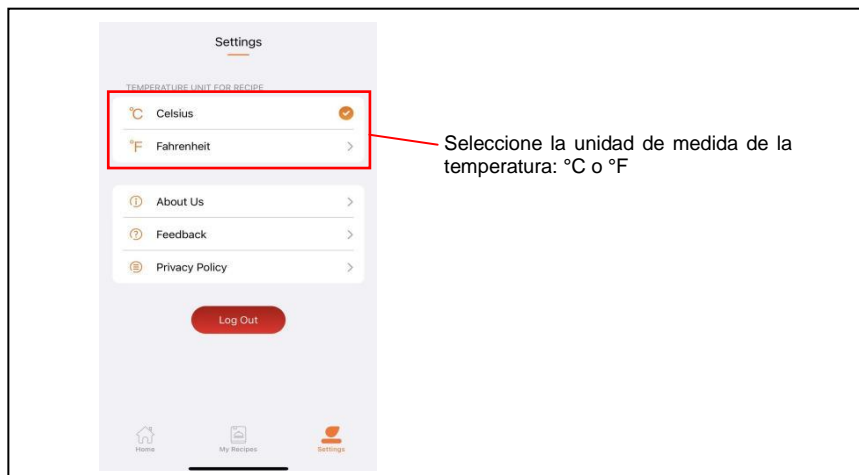 Settings
TEMPERATURE UNIT FOR RECIPE
°C Celsius
°F Fahrenheit
Seleccione la unidad de medida de la
temperatura: °C o °F
About Us
Feedback
Privacy Policy
Log Out
Home My Recipes Settings